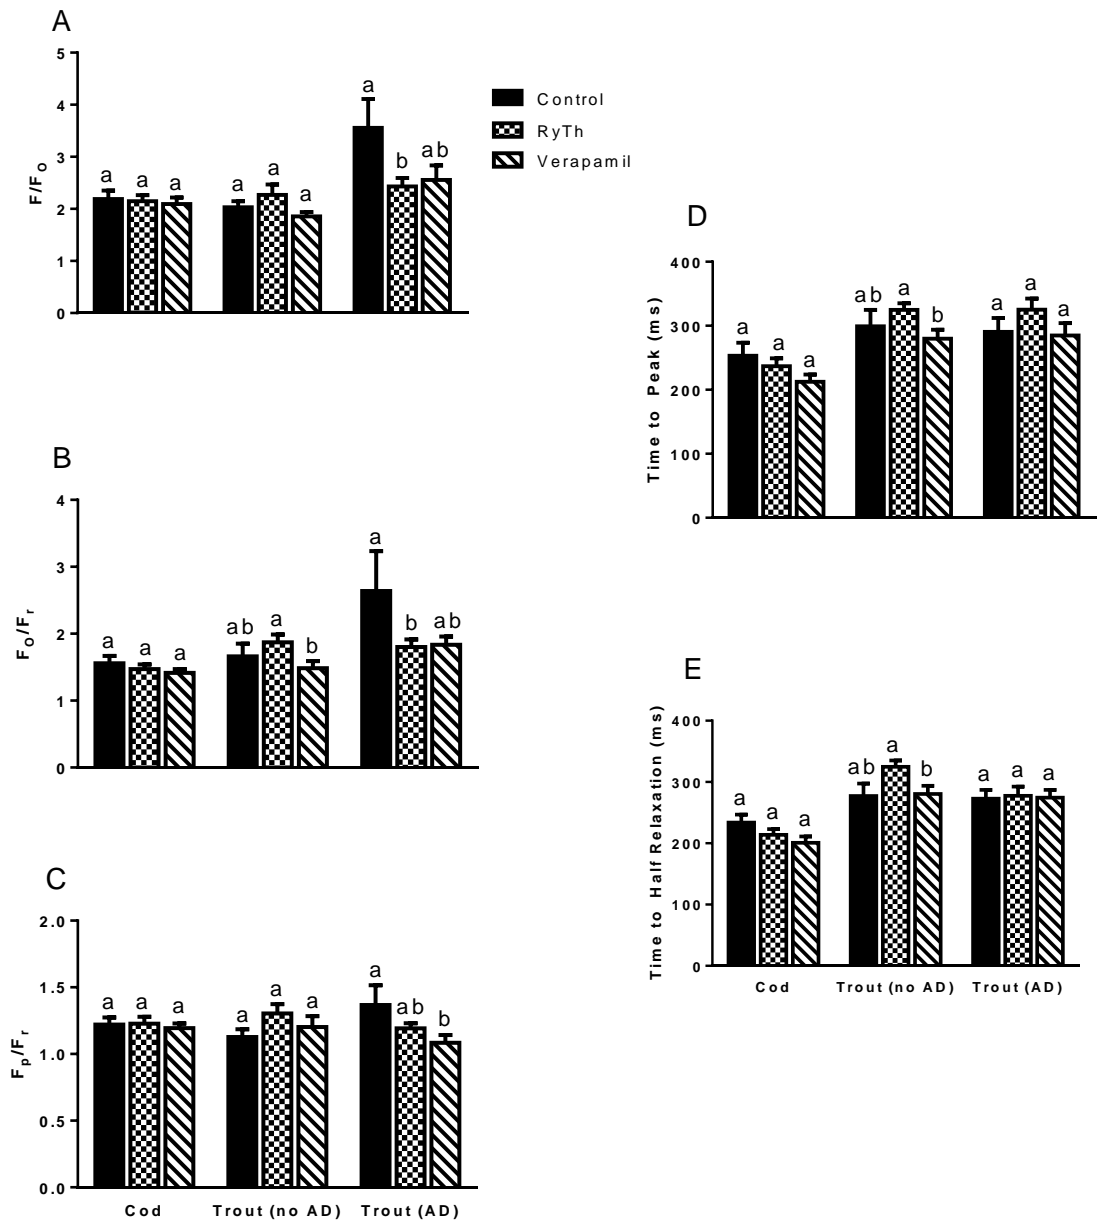 A
5
4
3
2
1
0
F/FO
a a a
a a a
a b ab
Control
RyTh
Verapamil
B
4
3
2
1
0
FO/Fr
a a a
ab a b
a b ab
C
2.0
1.5
1.0
0.5
0.0
Fp/Fr
a a a
a a a
a ab b
Cod Trout (no AD) Trout (AD)
D
400
300
200
100
0
Time to Peak (ms)
a a a
ab a b
a a a
E
400
300
200
100
0
Time to Half Relaxation (ms)
a a a
ab a b
a a a
Cod Trout (no AD) Trout (AD)